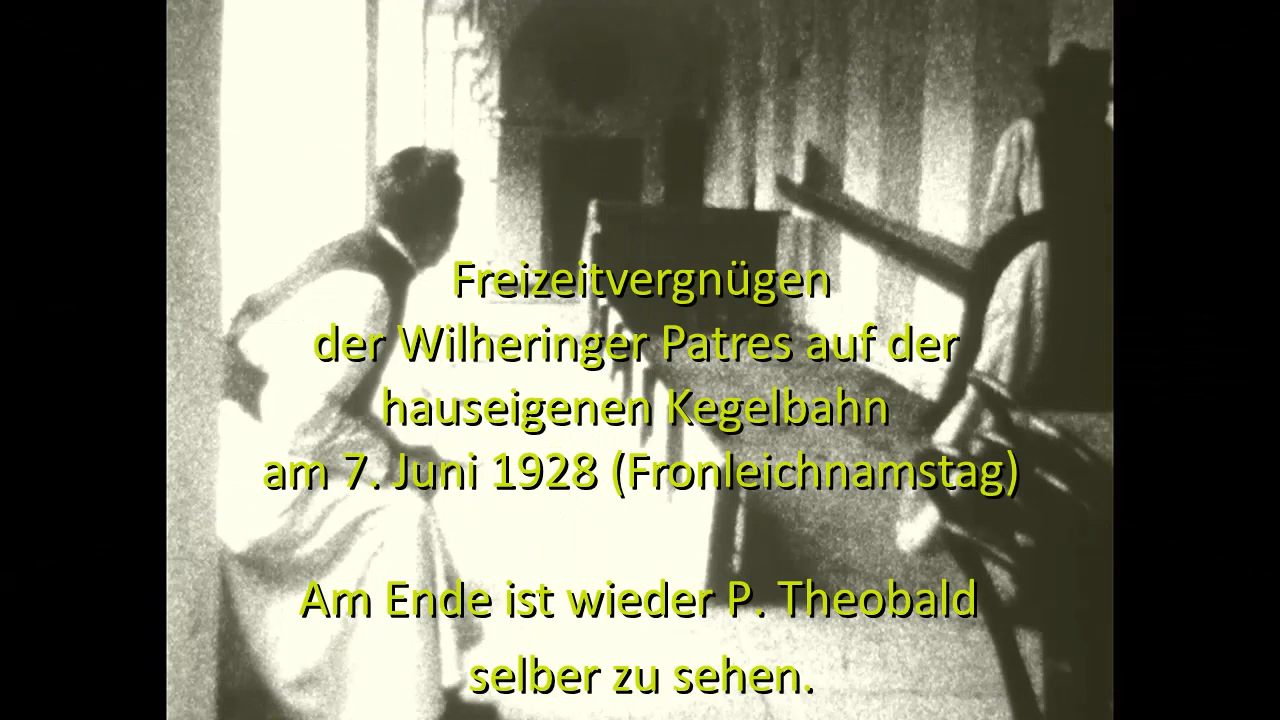 Freizeitvergnügen
der Wilheringer Patres auf der
hauseigenen Kegelbahn
am 7. Juni 1928 (Fronleichnamstag)
Am Ende ist wieder P. Theobald
selber zu sehen.